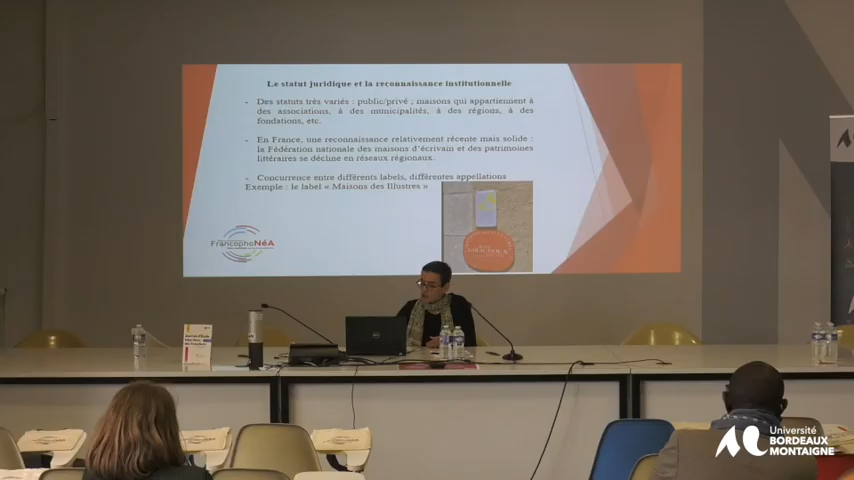 Le statut juridique et la reconnaissance institutionnelle
- Des statuts très variés : public/privé ; maisons qui appartiennent à
des associations, à des municipalités, à des régions, à des
fondations, etc.
- En France, une reconnaissance relativement récente mais solide :
la Fédération nationale des maisons d'écrivain et des patrimoines
littéraires se décline en réseaux régionaux.
- Concurrence entre différents labels, différentes appellations
Exemple : le label « Maisons des Illustres »
FrancophoNéA
Université
BORDEAUX
MONTAIGNE